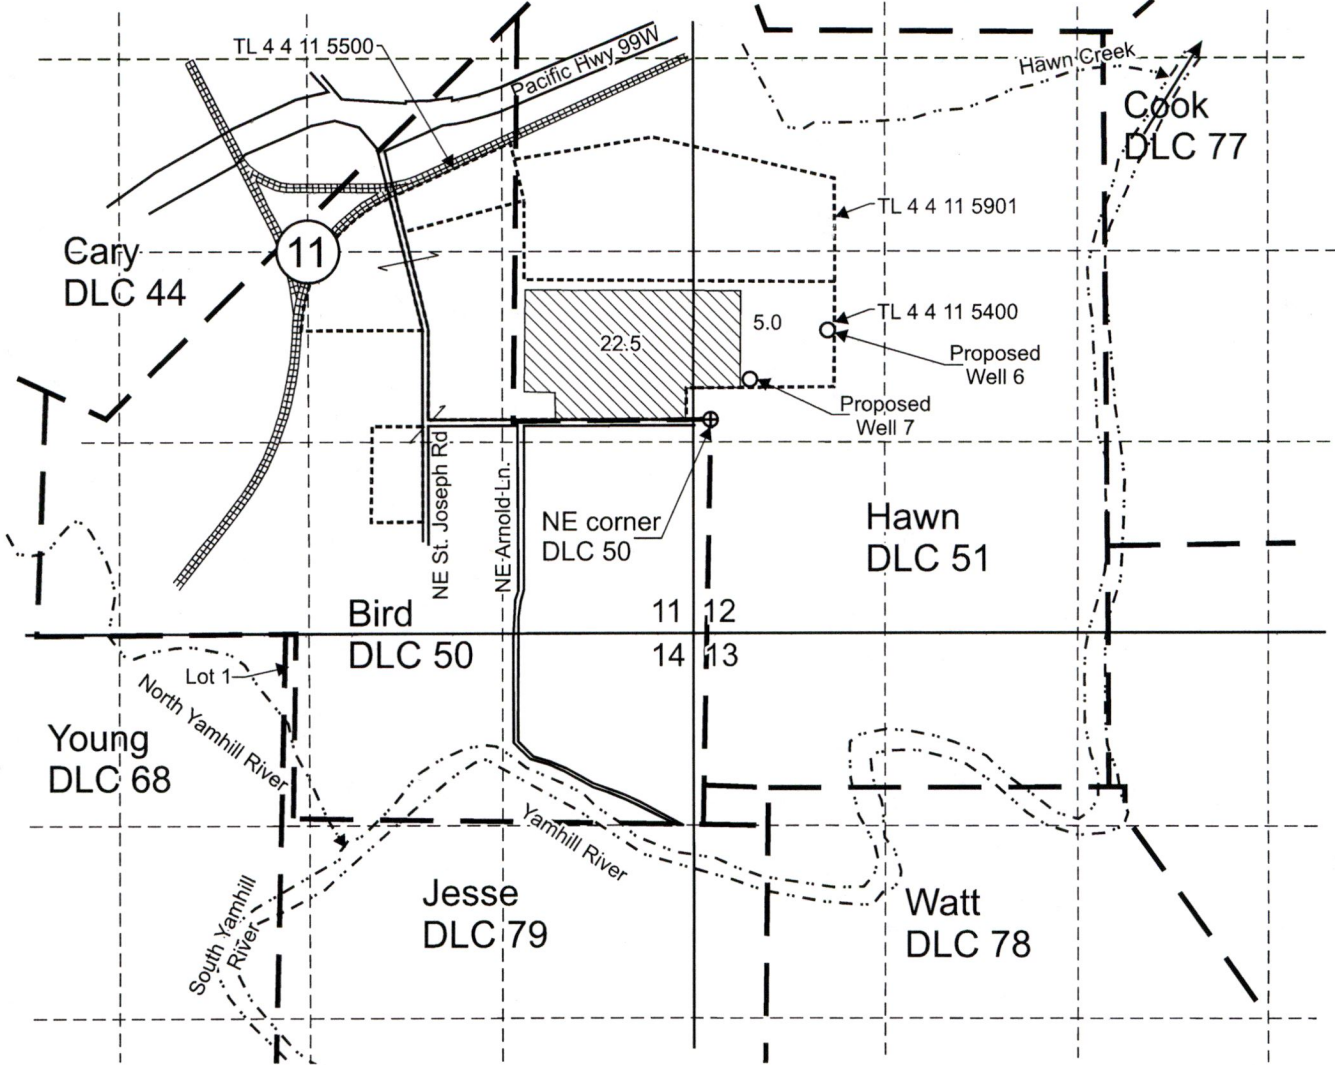 TL 4 4 11 5500
Pacific Hwy 99W
Hawn Creek
Cook
DLC 77
TL 4 4 11 5901
11
Cary
DLC 44
TL 4 4 11 5400
5.0
22.5
Proposed
Well 6
Proposed
Well 7
NE St. Joseph Rd
NE Arnold Ln.
NE corner
DLC 50
Hawn
DLC 51
Bird
DLC 50
11 12
14 13
Lot 1
North Yamhill River
Young
DLC 68
Yamhill River
South Yamhill
River
Jesse
DLC 79
Watt
DLC 78